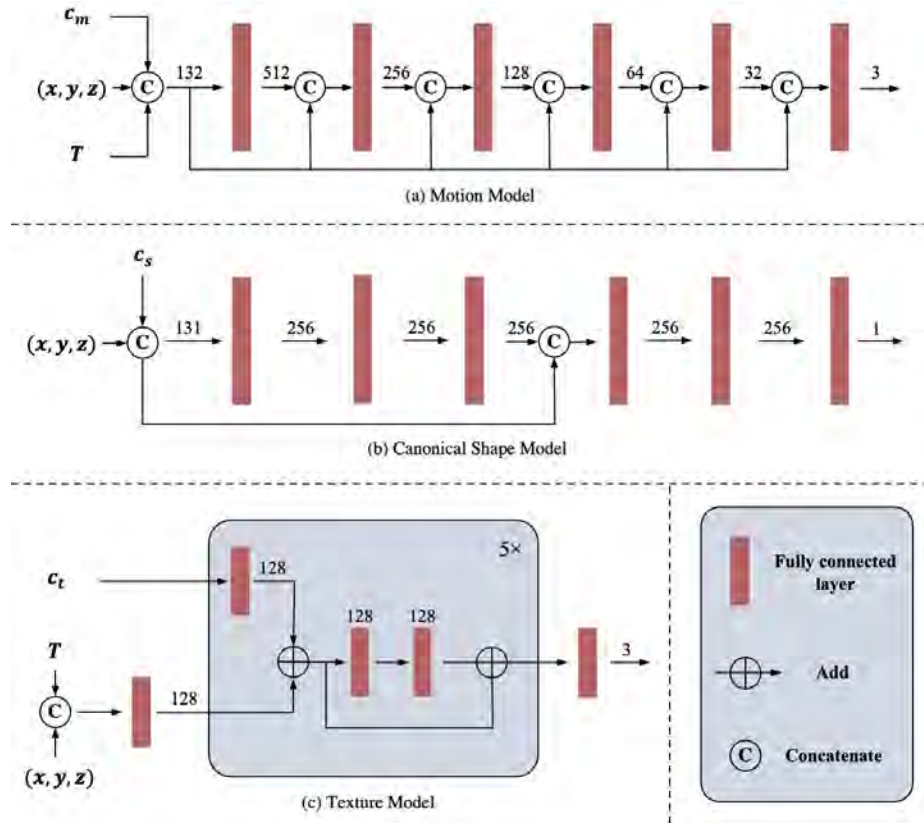 c_m
(x, y, z)
T
C 132 512 C 256 C 128 C 64 C 32 C 3
(a) Motion Model
c_s
(x, y, z)
C 131 256 256 256 C 256 256 1
(b) Canonical Shape Model
5×
c_t
128
128 128
T
3
C 128
(x, y, z)
(c) Texture Model
Fully connected
layer
Add
C Concatenate